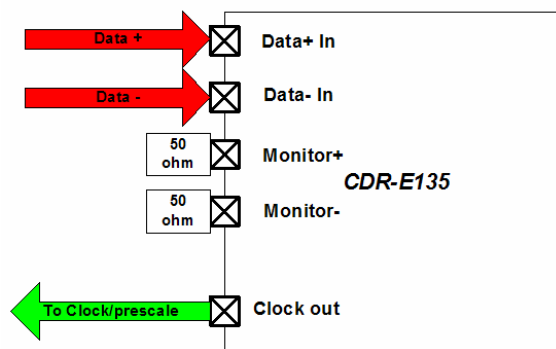 Data +
Data+ In
Data -
Data- In
50
ohm
Monitor+
CDR-E135
50
ohm
Monitor-
To Clock/prescale
Clock out